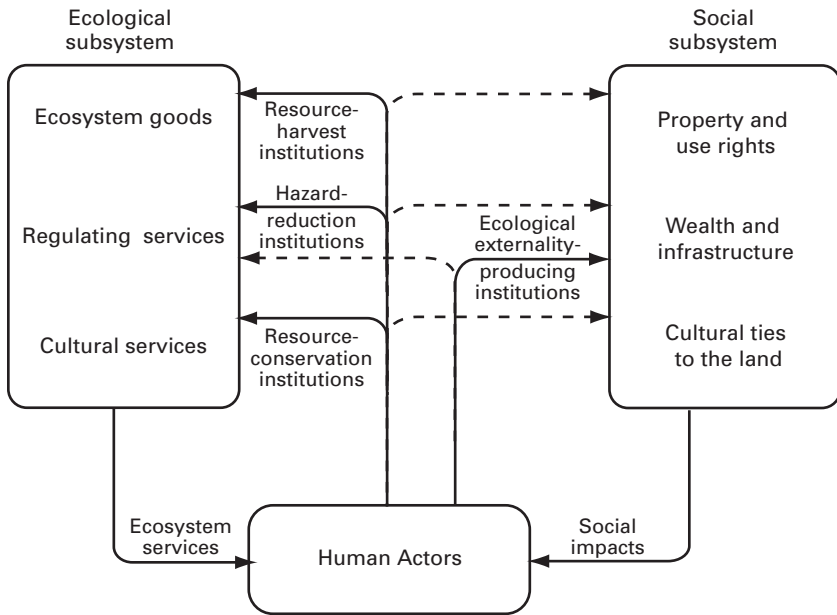 Ecological
subsystem
Social
subsystem
Ecosystem goods
Regulating services
Cultural services
Resource-
harvest
institutions
Hazard-
reduction
institutions
Resource-
conservation
institutions
Ecological
externality-
producing
institutions
Property and
use rights
Wealth and
infrastructure
Cultural ties
to the land
Ecosystem
services
Human Actors
Social
impacts